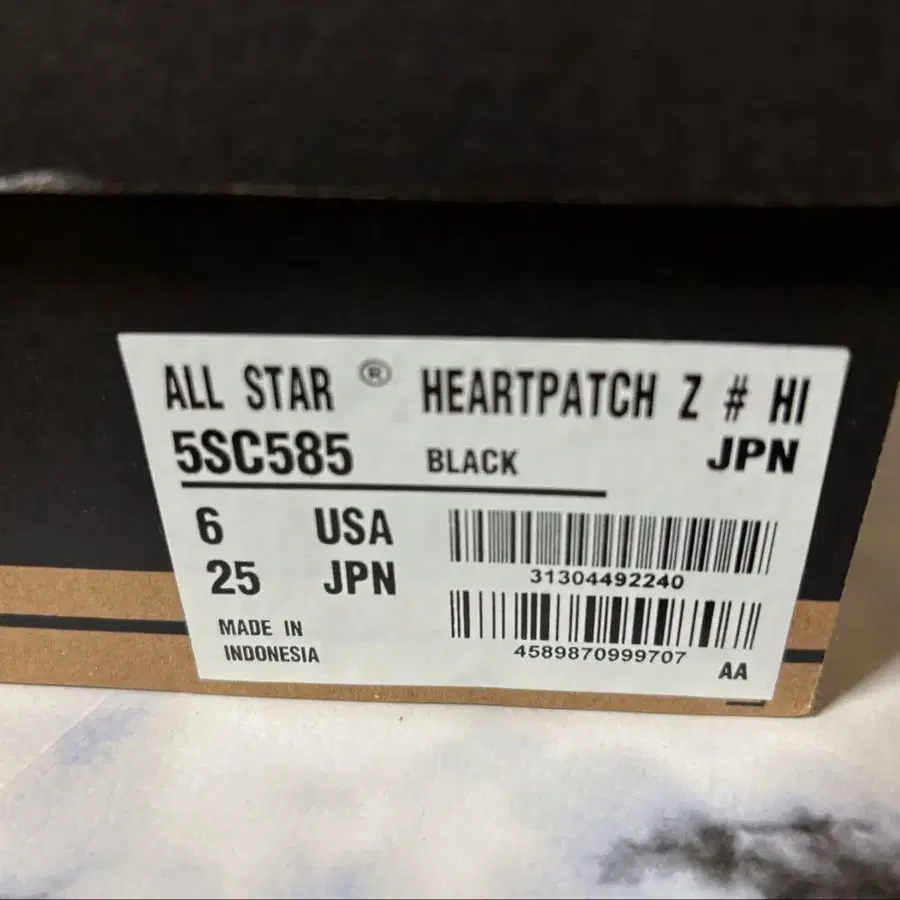 ALL STAR ® HEARTPATCH Z # HI
5SC585 BLACK JPN
6 USA
25 JPN
31304492240
MADE IN
INDONESIA
4589870999707
AA